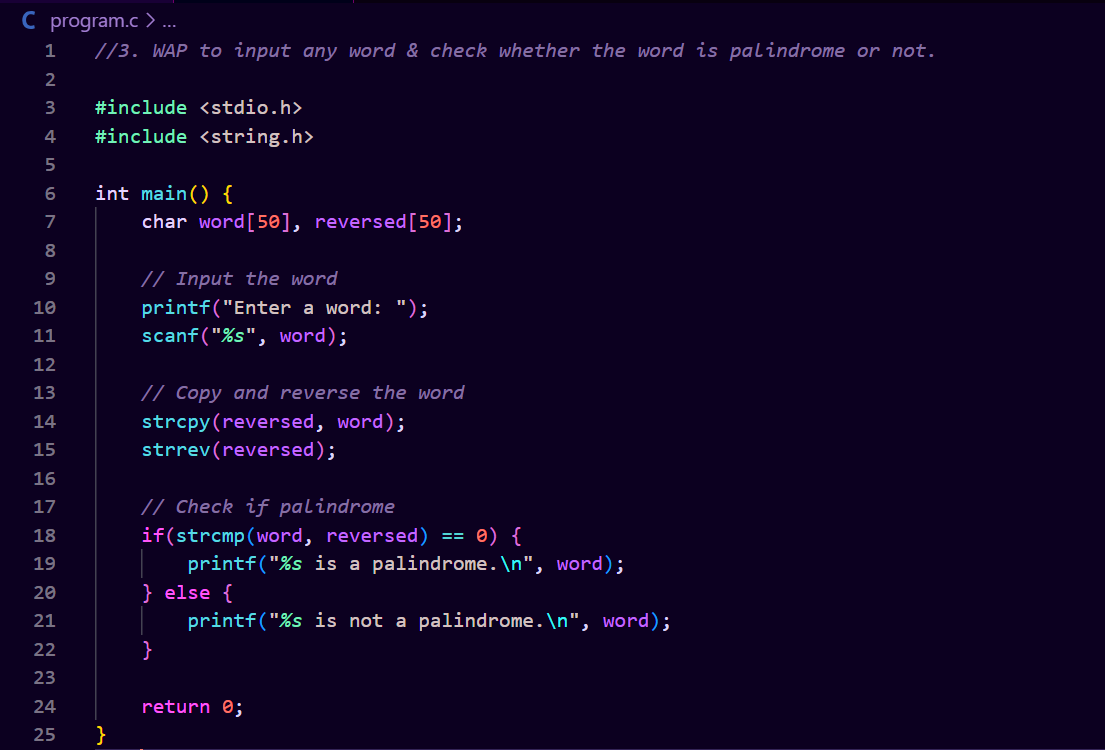 C program.c > ...
1 //3. WAP to input any word & check whether the word is palindrome or not.
2
3 #include <stdio.h>
4 #include <string.h>
5
6 int main() {
7     char word[50], reversed[50];
8
9     // Input the word
10     printf("Enter a word: ");
11     scanf("%s", word);
12
13     // Copy and reverse the word
14     strcpy(reversed, word);
15     strrev(reversed);
16
17     // Check if palindrome
18     if(strcmp(word, reversed) == 0) {
19         printf("%s is a palindrome.\n", word);
20     } else {
21         printf("%s is not a palindrome.\n", word);
22     }
23
24     return 0;
25 }